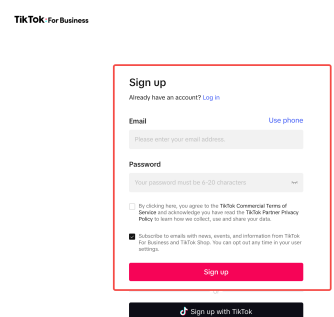 TikTok: For Business
Sign up
Already have an account? Log in
Email
Use phone
Please enter your email address.
Password
Your password must be 6-20 characters
By clicking here, you agree to the TikTok Commercial Terms of
Service and acknowledge you have read the TikTok Partner Privacy
Policy to learn how we collect, use and share your data.
Subscribe to emails with news, events, and information from TikTok
For Business and TikTok Shop. You can opt any time in your user
settings.
Sign up
Sign up with TikTok